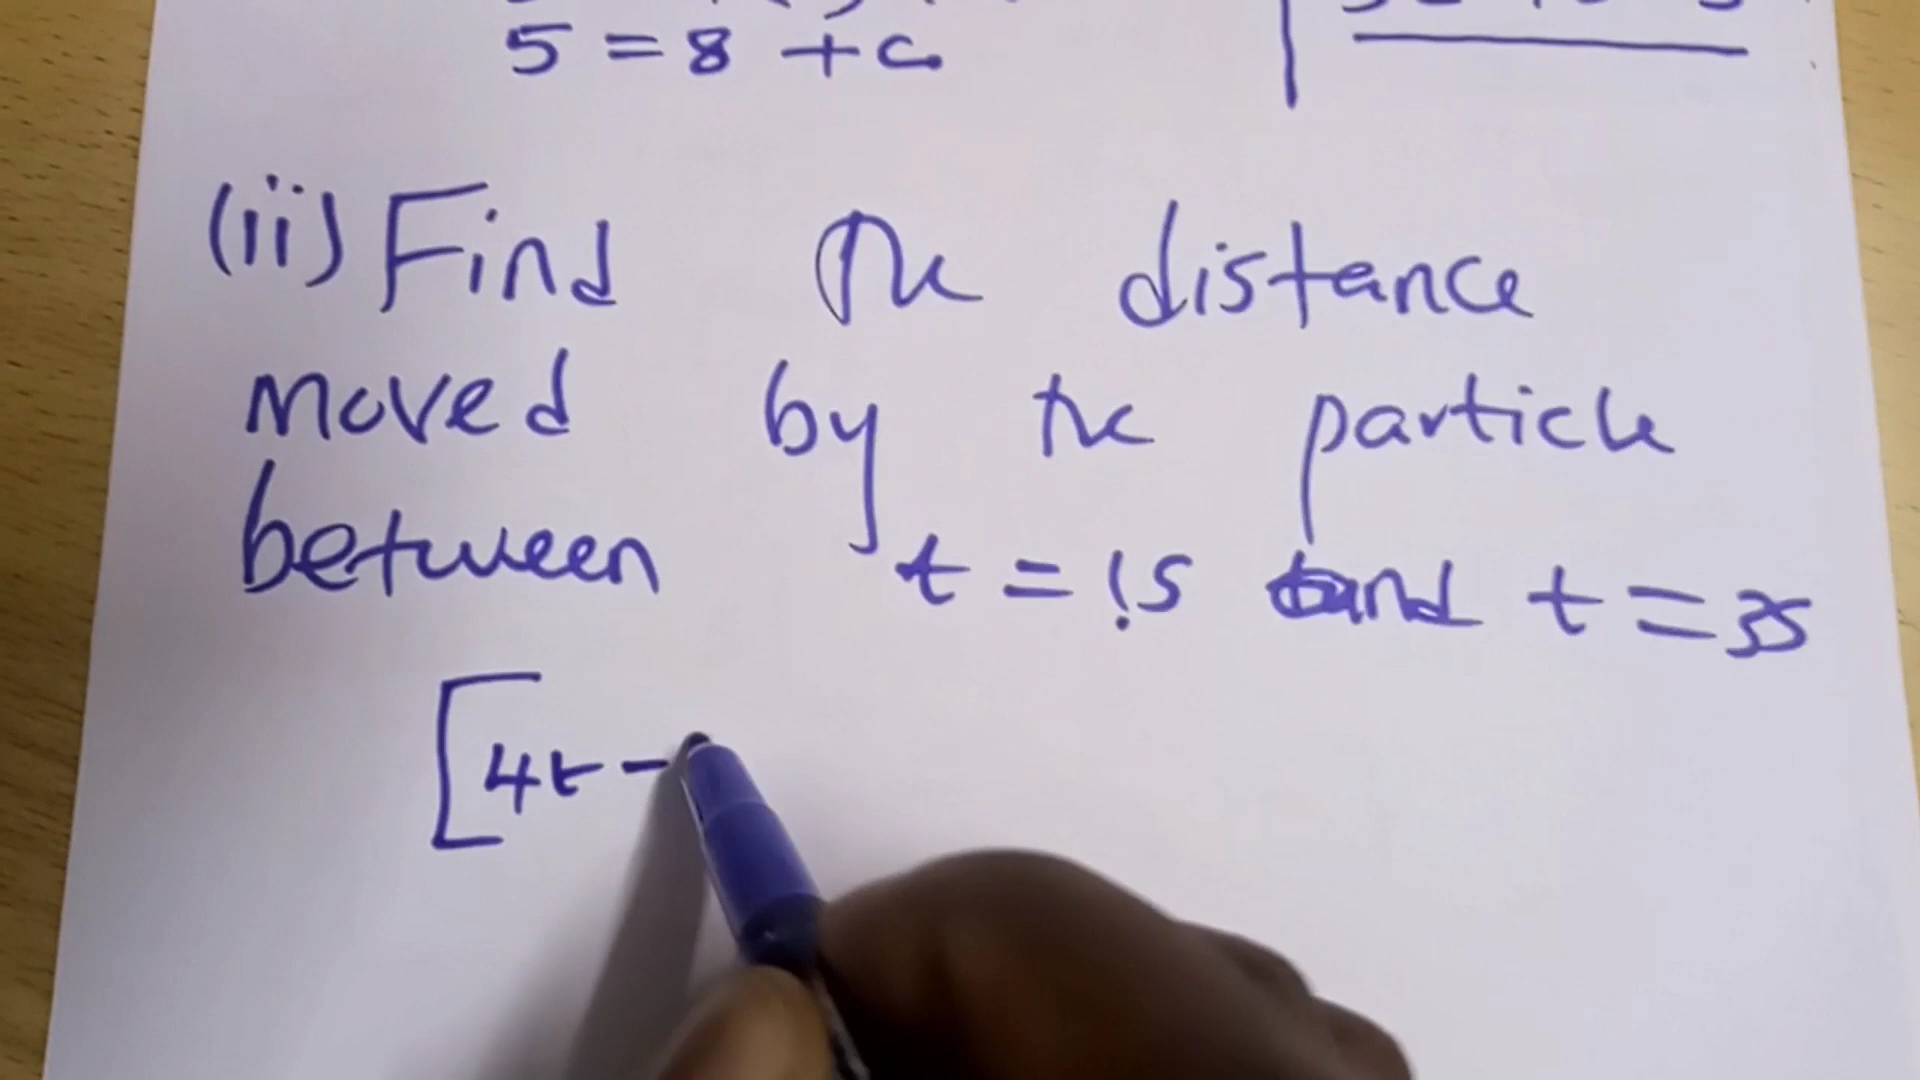 5 = 8 + c
(ii) Find the distance
moved by the particle
between t = 1s and t = 3s
[4t -